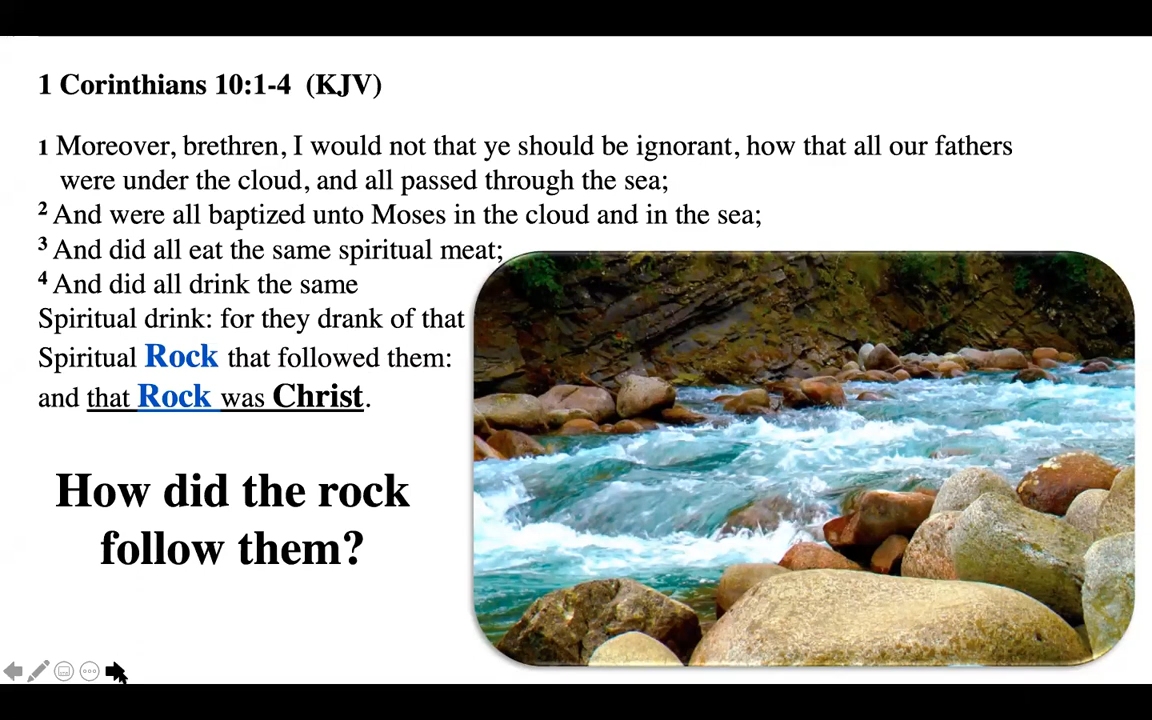 1 Corinthians 10:1-4 (KJV)
1 Moreover, brethren, I would not that ye should be ignorant, how that all our fathers
were under the cloud, and all passed through the sea;
2 And were all baptized unto Moses in the cloud and in the sea;
3 And did all eat the same spiritual meat;
4 And did all drink the same
Spiritual drink: for they drank of that
Spiritual Rock that followed them:
and that Rock was Christ.
How did the rock
follow them?